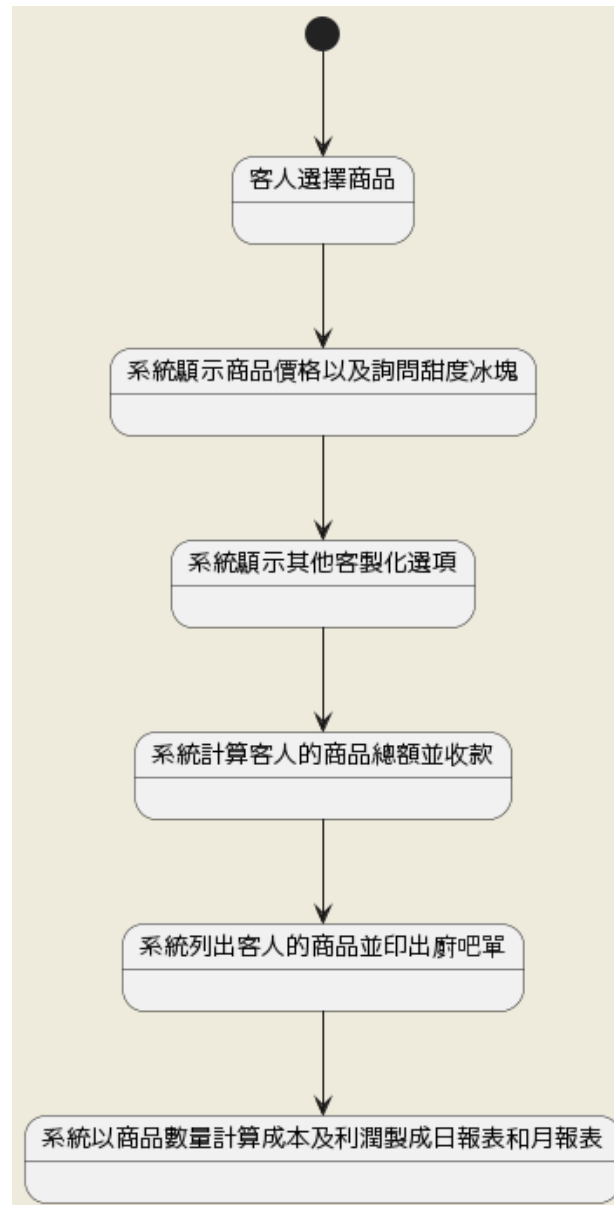 客人選擇商品
系統顯示商品價格以及詢問甜度冰塊
系統顯示其他客製化選項
系統計算客人的商品總額並收款
系統列出客人的商品並印出廚吧單
系統以商品數量計算成本及利潤製成日報表和月報表